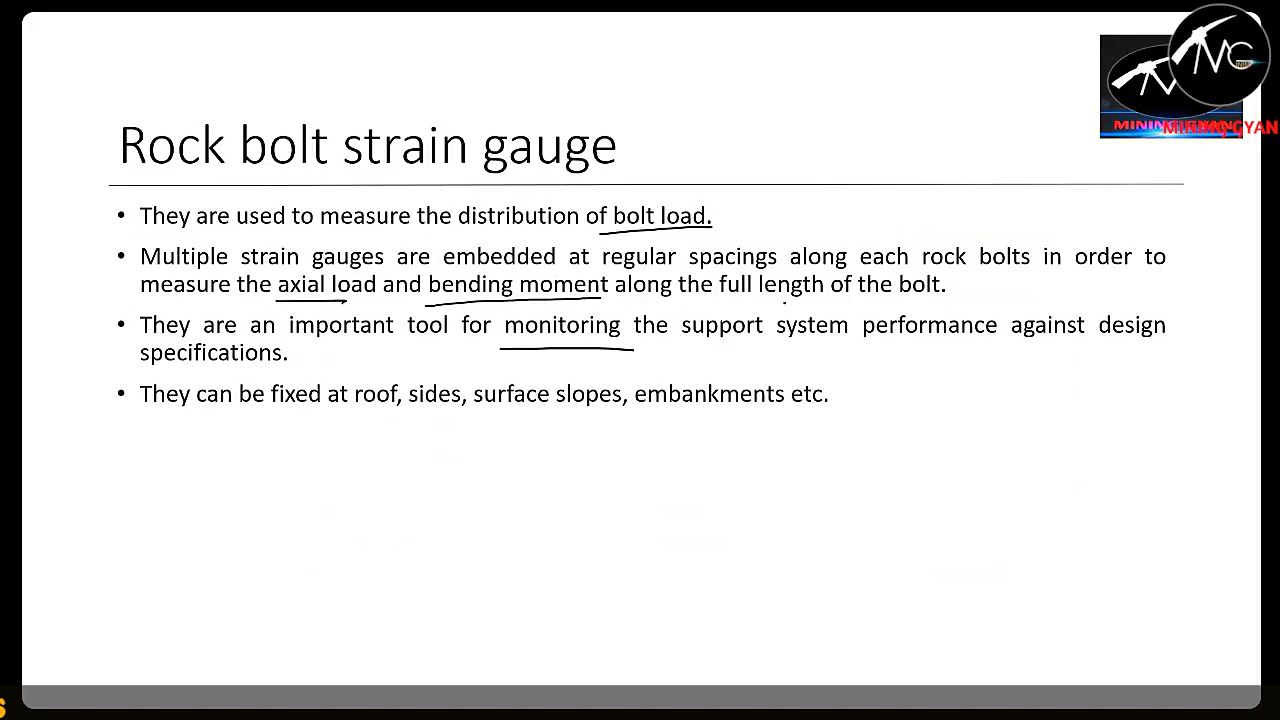 Rock bolt strain gauge
• They are used to measure the distribution of bolt load.
• Multiple strain gauges are embedded at regular spacings along each rock bolts in order to
measure the axial load and bending moment along the full length of the bolt.
• They are an important tool for monitoring the support system performance against design
specifications.
• They can be fixed at roof, sides, surface slopes, embankments etc.
MINING GYAN